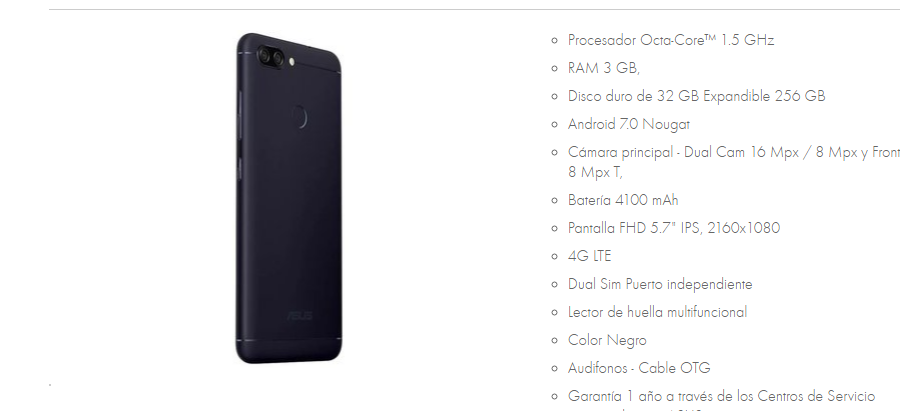 Procesador Octa-Core™ 1.5 GHz
RAM 3 GB,
Disco duro de 32 GB Expandible 256 GB
Android 7.0 Nougat
Cámara principal - Dual Cam 16 Mpx / 8 Mpx y Front
8 Mpx T,
Batería 4100 mAh
Pantalla FHD 5.7" IPS, 2160x1080
4G LTE
Dual Sim Puerto independiente
Lector de huella multifuncional
Color Negro
Audifonos - Cable OTG
Garantía 1 año a través de los Centros de Servicio
ASUS